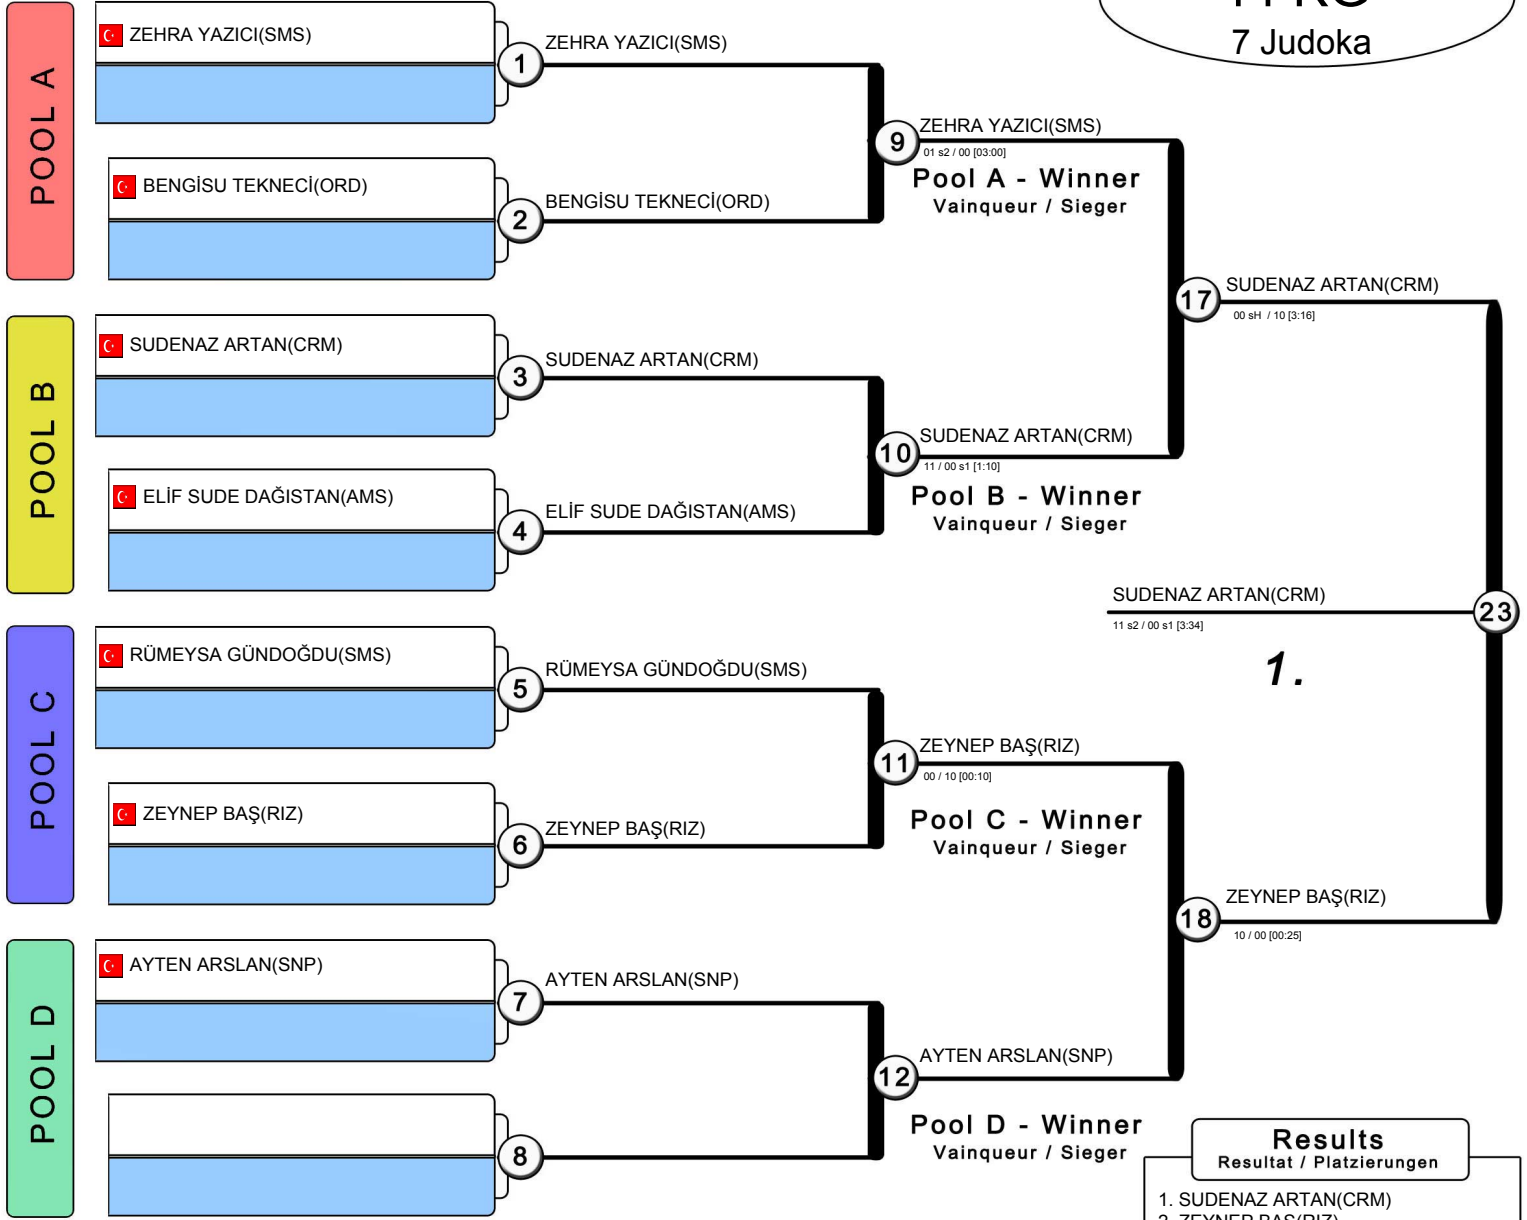 7 Judoka
POOL A
ZEHRA YAZICI(SMS)
1
ZEHRA YAZICI(SMS)
BENGİSU TEKNECİ(ORD)
2
BENGİSU TEKNECİ(ORD)
9
ZEHRA YAZICI(SMS)
01 s2 / 00 [03:00]
Pool A - Winner
Vainqueur / Sieger
POOL B
SUDENAZ ARTAN(CRM)
3
SUDENAZ ARTAN(CRM)
ELİF SUDE DAĞISTAN(AMS)
4
ELİF SUDE DAĞISTAN(AMS)
10
SUDENAZ ARTAN(CRM)
11 / 00 s1 [1:10]
Pool B - Winner
Vainqueur / Sieger
17
SUDENAZ ARTAN(CRM)
00 sH / 10 [3:16]
POOL C
RÜMEYSA GÜNDOĞDU(SMS)
5
RÜMEYSA GÜNDOĞDU(SMS)
ZEYNEP BAŞ(RIZ)
6
ZEYNEP BAŞ(RIZ)
11
ZEYNEP BAŞ(RIZ)
00 / 10 [00:10]
Pool C - Winner
Vainqueur / Sieger
POOL D
AYTEN ARSLAN(SNP)
7
AYTEN ARSLAN(SNP)
8
12
AYTEN ARSLAN(SNP)
Pool D - Winner
Vainqueur / Sieger
18
ZEYNEP BAŞ(RIZ)
10 / 00 [00:25]
SUDENAZ ARTAN(CRM)
23
11 s2 / 00 s1 [3:34]
1.
Results
Resultat / Platzierungen
1. SUDENAZ ARTAN(CRM)
2. ZEYNEP BAŞ(RIZ)